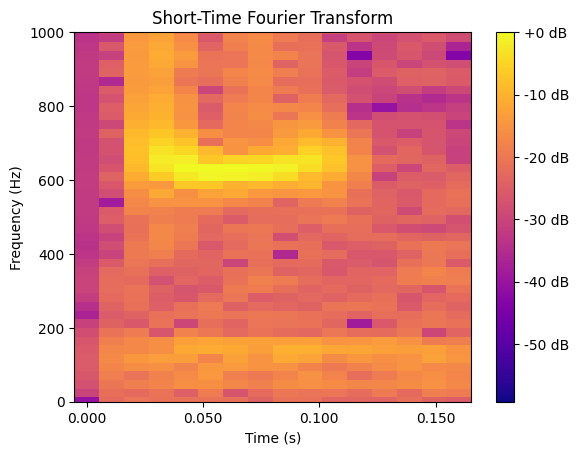 Short-Time Fourier Transform
1000
800
600
400
200
0
Frequency (Hz)
0.000
0.050
0.100
0.150
Time (s)
+0 dB
-10 dB
-20 dB
-30 dB
-40 dB
-50 dB